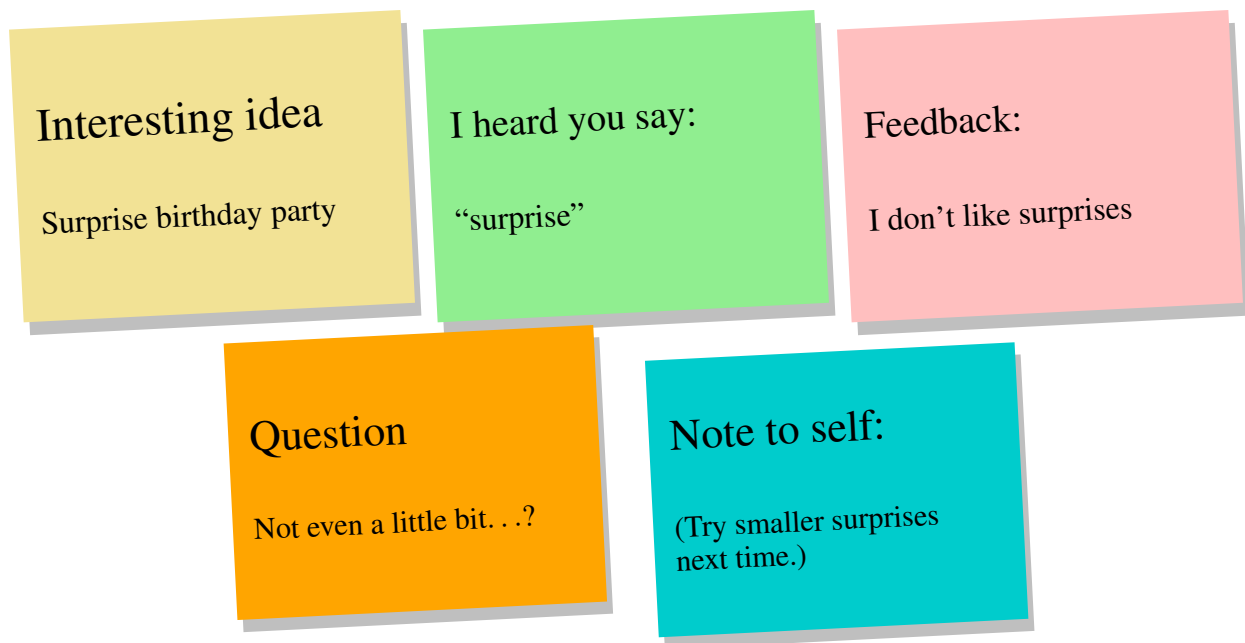 Interesting idea
Surprise birthday party
I heard you say:
“surprise”
Feedback:
I don’t like surprises
Question
Not even a little bit. . .?
Note to self:
(Try smaller surprises
next time.)